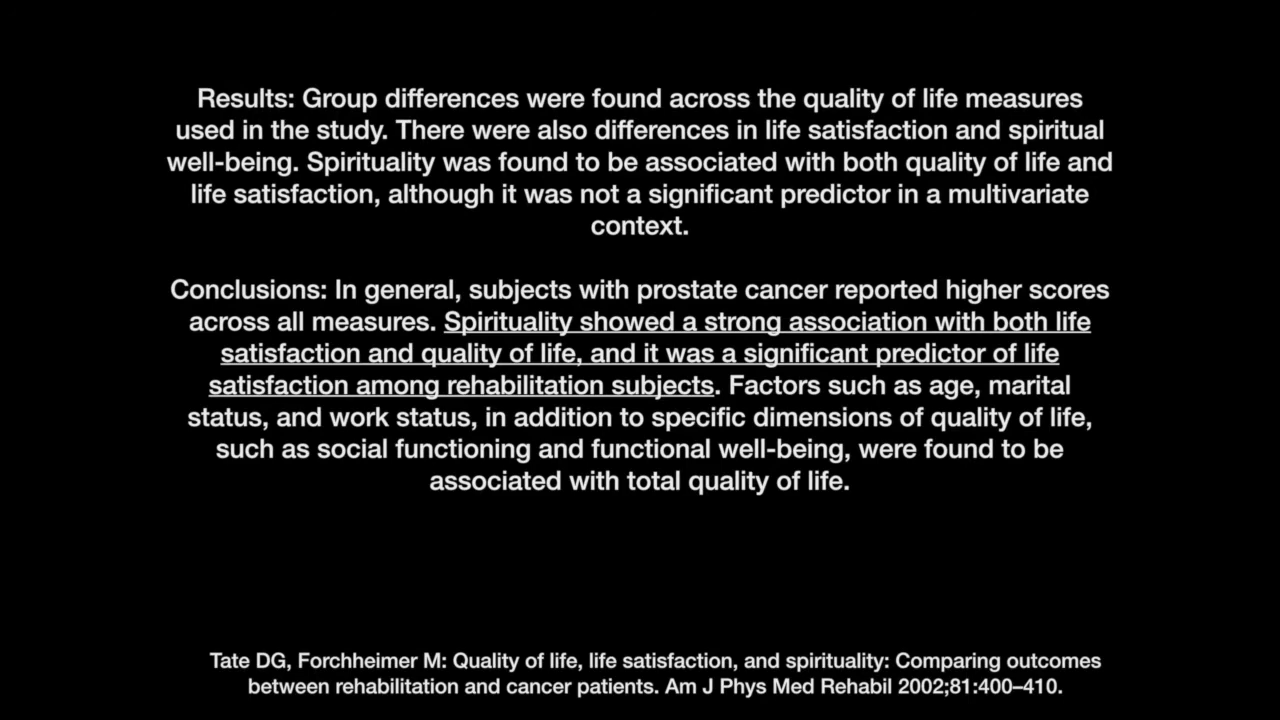 Results: Group differences were found across the quality of life measures
used in the study. There were also differences in life satisfaction and spiritual
well-being. Spirituality was found to be associated with both quality of life and
life satisfaction, although it was not a significant predictor in a multivariate
context.
Conclusions: In general, subjects with prostate cancer reported higher scores
across all measures. Spirituality showed a strong association with both life
satisfaction and quality of life, and it was a significant predictor of life
satisfaction among rehabilitation subjects. Factors such as age, marital
status, and work status, in addition to specific dimensions of quality of life,
such as social functioning and functional well-being, were found to be
associated with total quality of life.
Tate DG, Forchheimer M: Quality of life, life satisfaction, and spirituality: Comparing outcomes
between rehabilitation and cancer patients. Am J Phys Med Rehabil 2002;81:400–410.